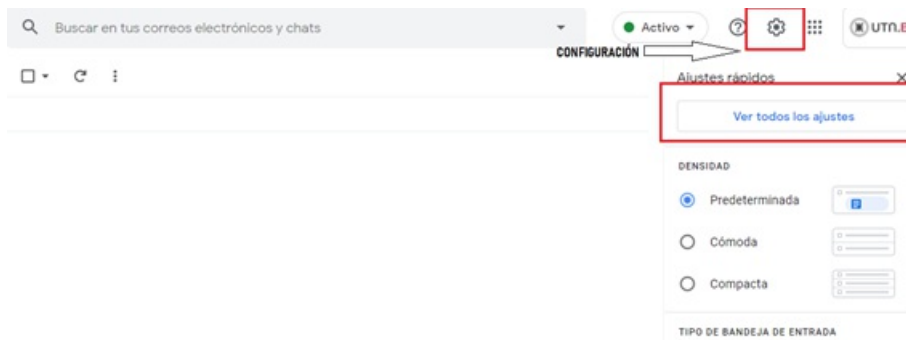 Buscar en tus correos electrónicos y chats
Activo
UTN.B
CONFIGURACIÓN
Ajustes rápidos
Ver todos los ajustes
DENSIDAD
Predeterminada
Cómoda
Compacta
TIPO DE BANDEJA DE ENTRADA